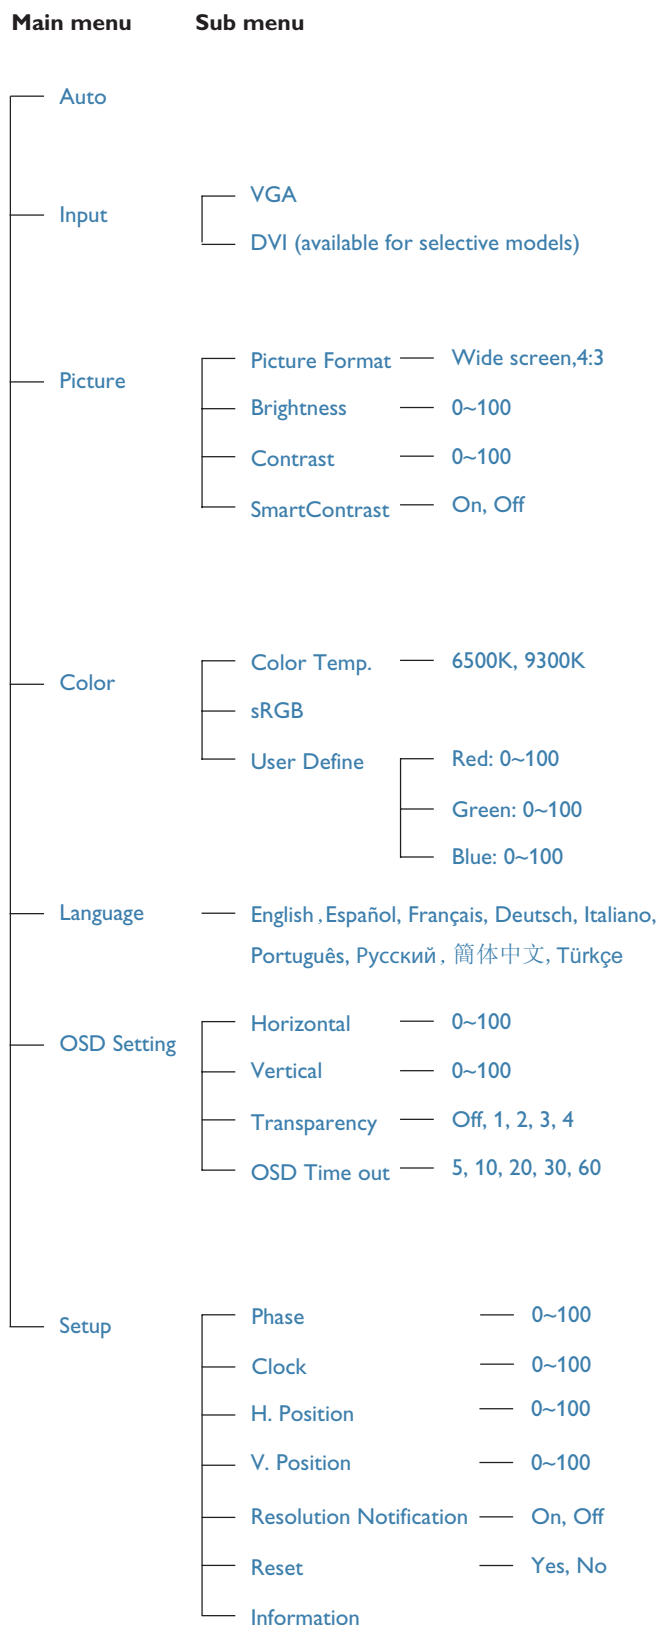 Main menu Sub menu
Auto
Input
VGA
DVI (available for selective models)
Picture
Picture Format Wide screen,4:3
Brightness 0~100
Contrast 0~100
SmartContrast On, Off
Color
Color Temp. 6500K, 9300K
sRGB
User Define Red: 0~100
Green: 0~100
Blue: 0~100
Language English, Español, Français, Deutsch, Italiano,
Português, Русский, 簡体中文, Türkçe
OSD Setting
Horizontal 0~100
Vertical 0~100
Transparency Off, 1, 2, 3, 4
OSD Time out 5, 10, 20, 30, 60
Setup
Phase 0~100
Clock 0~100
H. Position 0~100
V. Position 0~100
Resolution Notification On, Off
Reset Yes, No
Information